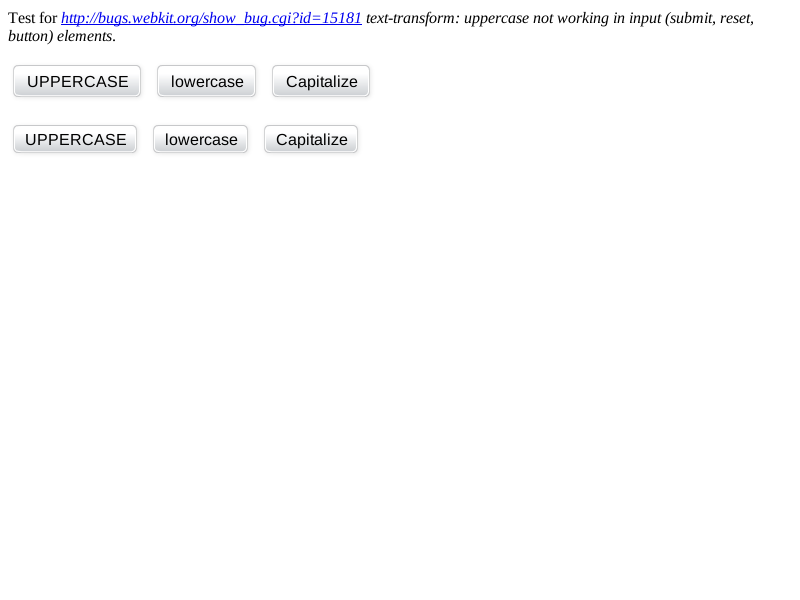 Test for http://bugs.webkit.org/show_bug.cgi?id=15181 text-transform: uppercase not working in input (submit, reset,
button) elements.
UPPERCASE lowercase Capitalize
UPPERCASE lowercase Capitalize